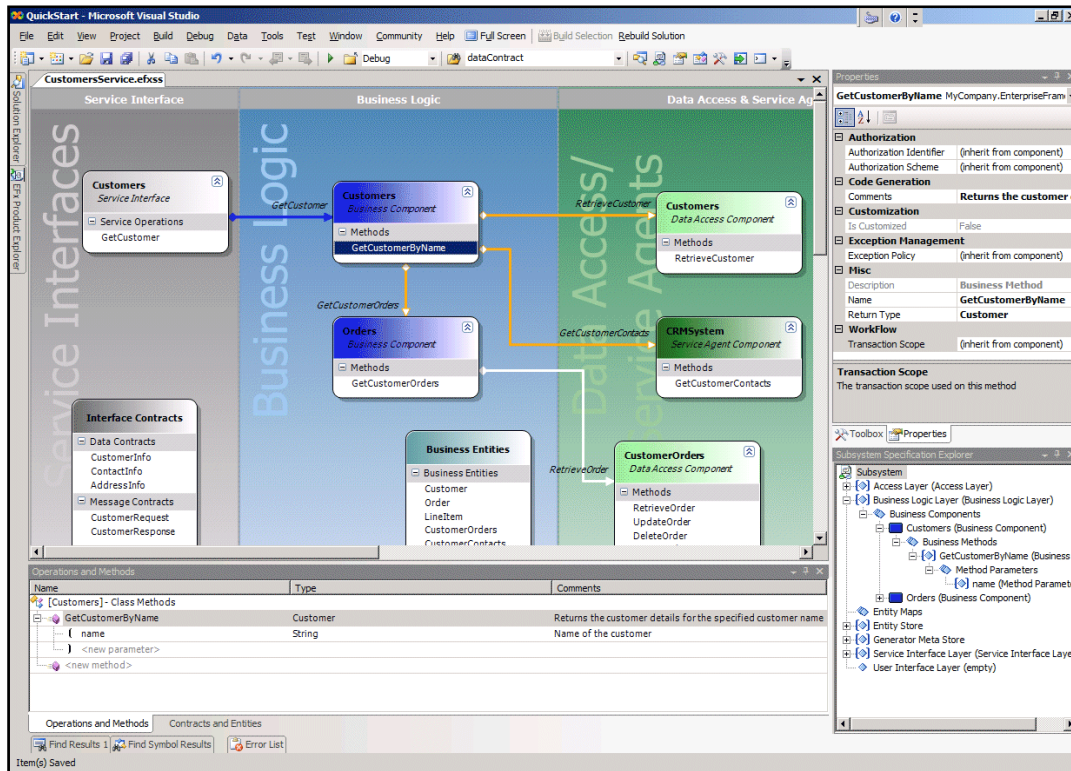 QuickStart - Microsoft Visual Studio
File Edit View Project Build Debug Data Tools Test Window Community Help Full Screen Build Selection Rebuild Solution
Debug dataContract
CustomersService.efxss
Solution Explorer
EFx Product Explorer
Service Interface Business Logic Data Access & Service Ag
Service Interfaces
Business Logic
Data Access/
Service Agents
Customers
Service Interface
Service Operations
GetCustomer
GetCustomer
Customers
Business Component
Methods
GetCustomerByName
RetrieveCustomer
Customers
Data Access Component
Methods
RetrieveCustomer
GetCustomerOrders
Orders
Business Component
Methods
GetCustomerOrders
GetCustomerContacts
CRMSystem
Service Agent Component
Methods
GetCustomerContacts
Interface Contracts
Data Contracts
CustomerInfo
ContactInfo
AddressInfo
Message Contracts
CustomerRequest
CustomerResponse
Business Entities
Business Entities
Customer
Order
LineItem
CustomerOrders
CustomerContacts
RetrieveOrder
CustomerOrders
Data Access Component
Methods
RetrieveOrder
UpdateOrder
DeleteOrder
Operations and Methods
Name Type Comments
[Customers] - Class Methods
GetCustomerByName Customer Returns the customer details for the specified customer name
( name String Name of the customer
) <new parameter>
<new method>
Operations and Methods Contracts and Entities
Find Results 1 Find Symbol Results Error List
Item(s) Saved
Properties
GetCustomerByName MyCompany.EnterpriseFram
Authorization
Authorization Identifier (inherit from component)
Authorization Scheme (inherit from component)
Code Generation
Comments Returns the customer
Customization
Is Customized False
Exception Management
Exception Policy (inherit from component)
Misc
Description Business Method
Name GetCustomerByName
Return Type Customer
WorkFlow
Transaction Scope (inherit from component)
Transaction Scope
The transaction scope used on this method
Toolbox Properties
Subsystem Specification Explorer
Subsystem
Access Layer (Access Layer)
Business Logic Layer (Business Logic Layer)
Business Components
Customers (Business Component)
Business Methods
GetCustomerByName (Business
Method Parameters
name (Method Paramete
Orders (Business Component)
Entity Maps
Entity Store
Generator Meta Store
Service Interface Layer (Service Interface Laye
User Interface Layer (empty)